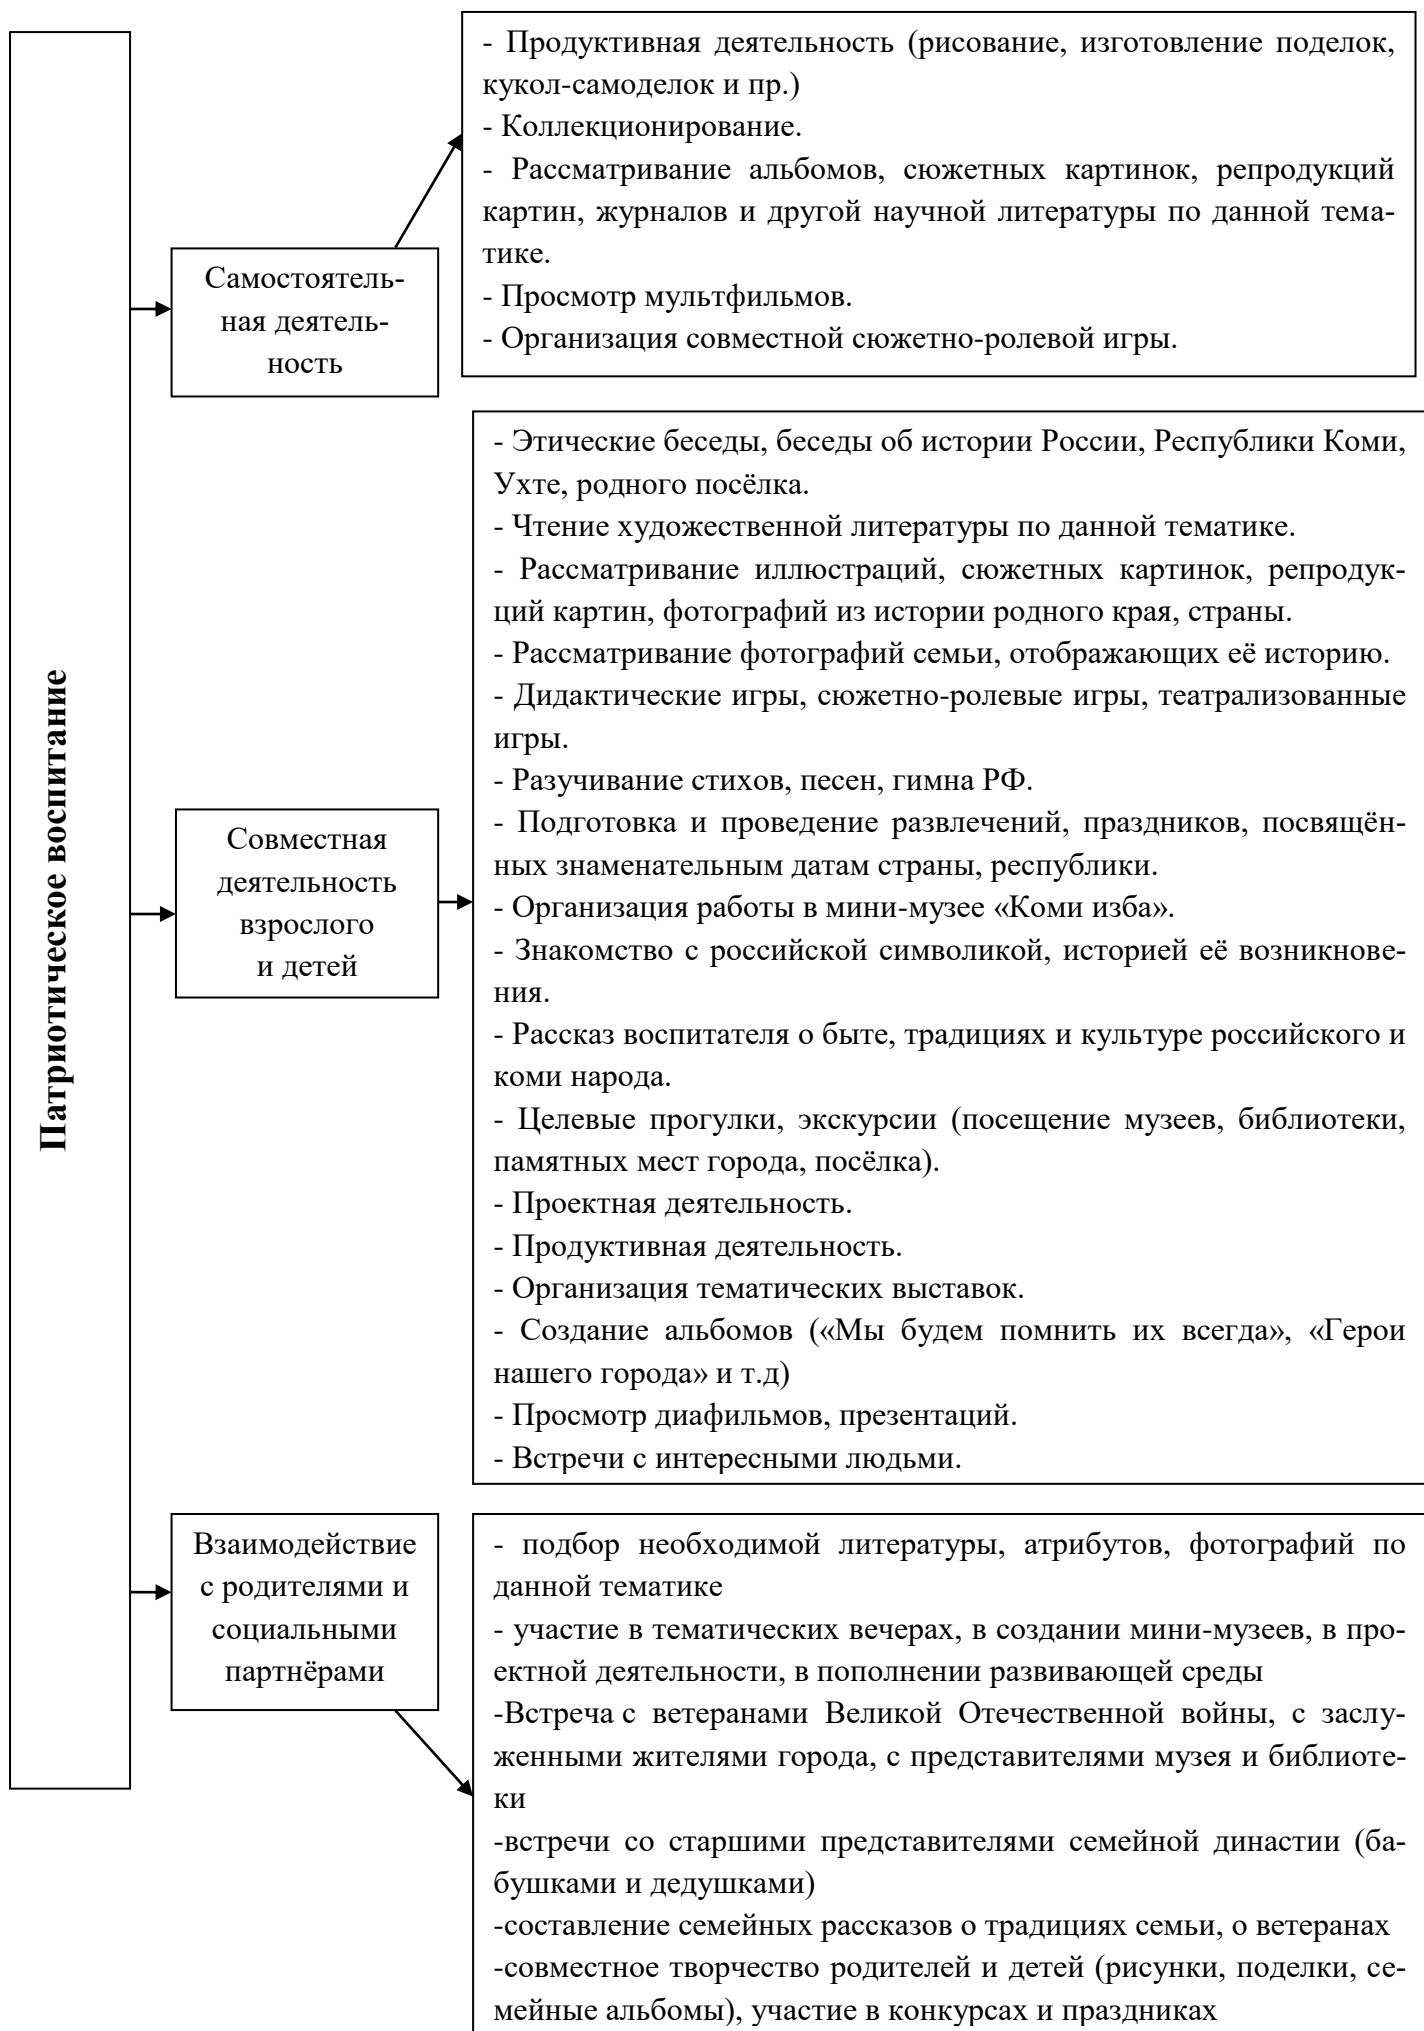 Патриотическое воспитание
Самостоятель-
ная деятель-
ность
- Продуктивная деятельность (рисование, изготовление поделок,
кукол-самоделок и пр.)
- Коллекционирование.
- Рассматривание альбомов, сюжетных картинок, репродукций
картин, журналов и другой научной литературы по данной тема-
тике.
- Просмотр мультфильмов.
- Организация совместной сюжетно-ролевой игры.
Совместная
деятельность
взрослого
и детей
- Этические беседы, беседы об истории России, Республики Коми,
Ухте, родного посёлка.
- Чтение художественной литературы по данной тематике.
- Рассматривание иллюстраций, сюжетных картинок, репродук-
ций картин, фотографий из истории родного края, страны.
- Рассматривание фотографий семьи, отображающих её историю.
- Дидактические игры, сюжетно-ролевые игры, театрализованные
игры.
- Разучивание стихов, песен, гимна РФ.
- Подготовка и проведение развлечений, праздников, посвящён-
ных знаменательным датам страны, республики.
- Организация работы в мини-музее «Коми изба».
- Знакомство с российской символикой, историей её возникнове-
ния.
- Рассказ воспитателя о быте, традициях и культуре российского и
коми народа.
- Целевые прогулки, экскурсии (посещение музеев, библиотеки,
памятных мест города, посёлка).
- Проектная деятельность.
- Продуктивная деятельность.
- Организация тематических выставок.
- Создание альбомов («Мы будем помнить их всегда», «Герои
нашего города» и т.д)
- Просмотр диафильмов, презентаций.
- Встречи с интересными людьми.
Взаимодействие
с родителями и
социальными
партнёрами
- подбор необходимой литературы, атрибутов, фотографий по
данной тематике
- участие в тематических вечерах, в создании мини-музеев, в про-
ектной деятельности, в пополнении развивающей среды
-Встреча с ветеранами Великой Отечественной войны, с заслу-
женными жителями города, с представителями музея и библиоте-
ки
-встречи со старшими представителями семейной династии (ба-
бушками и дедушками)
-составление семейных рассказов о традициях семьи, о ветеранах
-совместное творчество родителей и детей (рисунки, поделки, се-
мейные альбомы), участие в конкурсах и праздниках